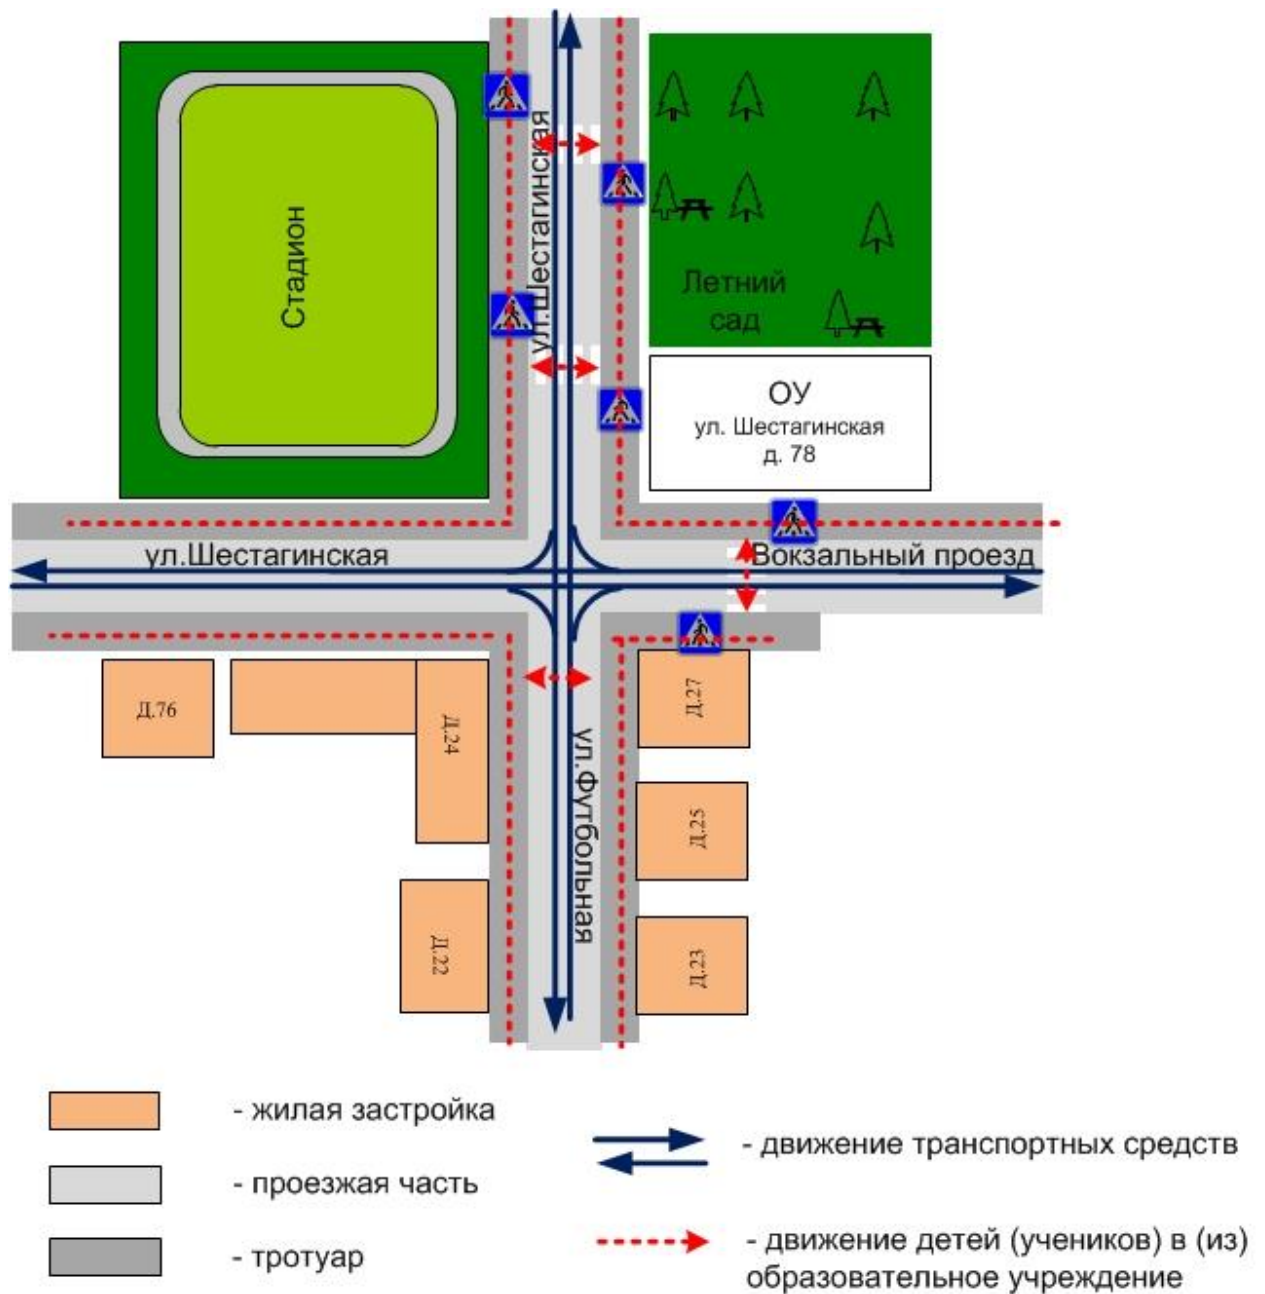 ул.Шестагинская
Стадион
Летний
сад
ОУ
ул. Шестагинская
д. 78
ул.Шестагинская
Вокзальный проезд
Д.76
Д.24
Д.27
ул.Футбольная
Д.25
Д.22
Д.23
- жилая застройка
- проезжая часть
- тротуар
- движение транспортных средств
- движение детей (учеников) в (из)
образовательное учреждение